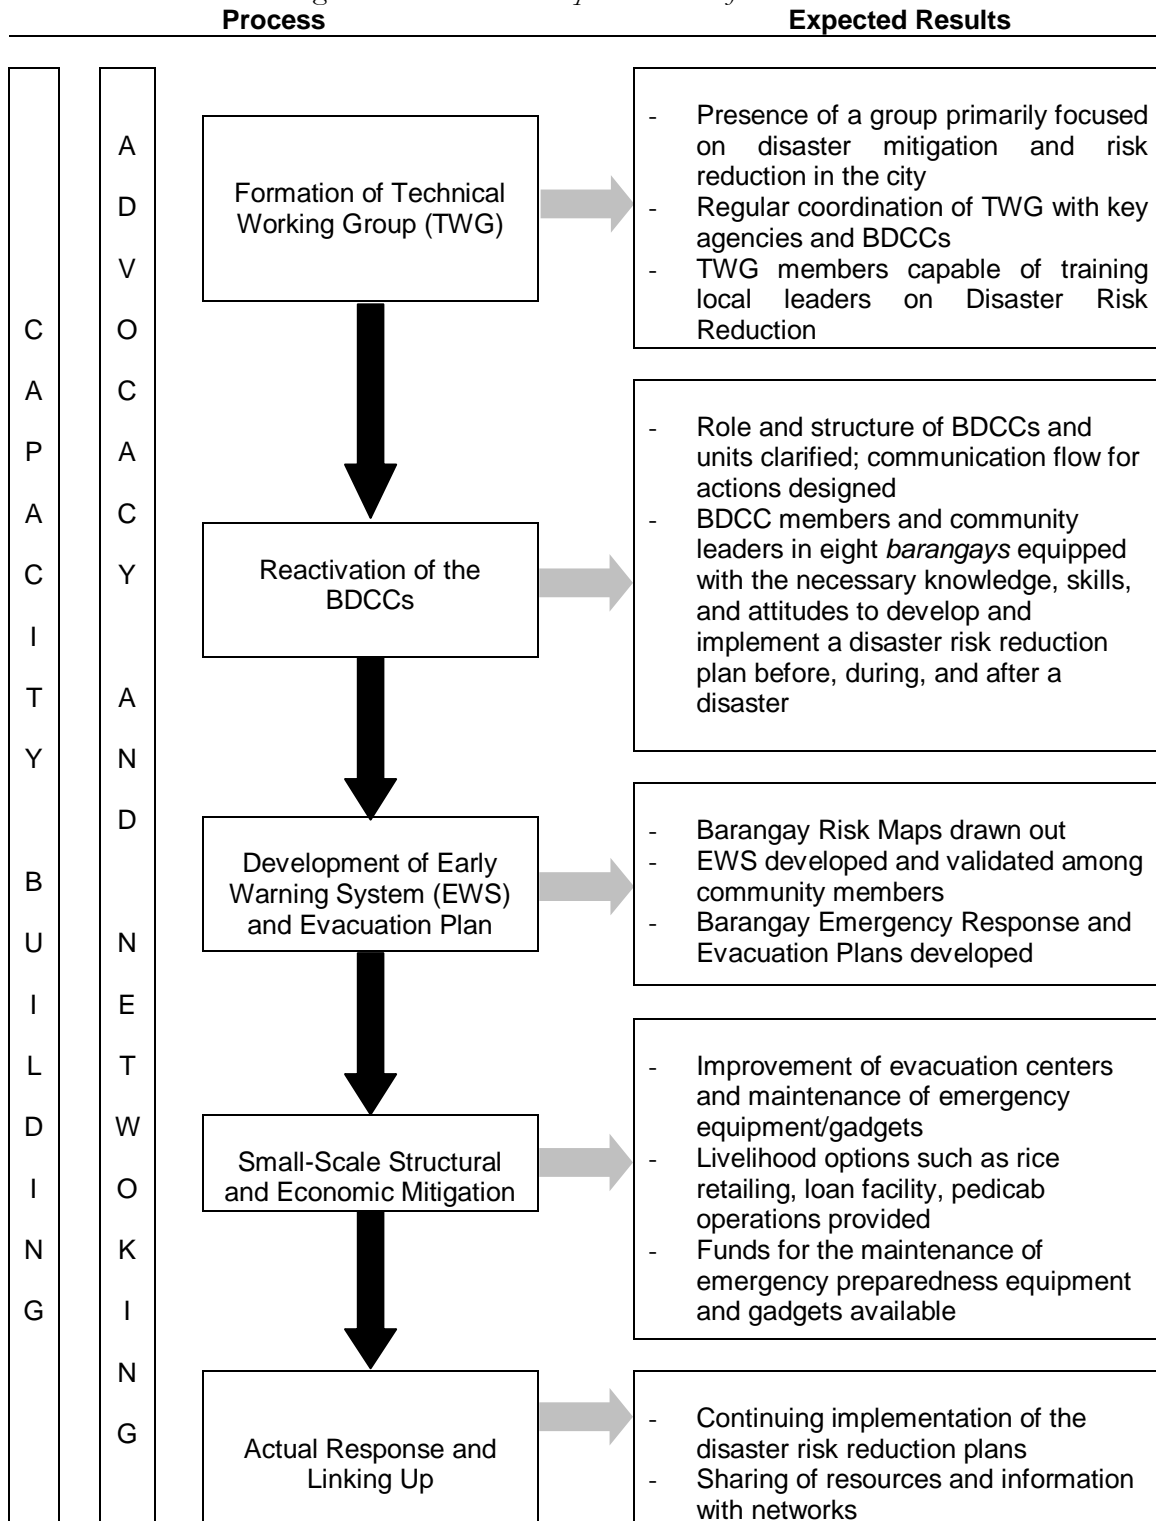 Process
Expected Results
CAPACITY BUILDING
ADVOCACY AND NETWOKING
Formation of Technical
Working Group (TWG)
- Presence of a group primarily focused
on disaster mitigation and risk
reduction in the city
- Regular coordination of TWG with key
agencies and BDCCs
- TWG members capable of training
local leaders on Disaster Risk
Reduction
Reactivation of the
BDCCs
- Role and structure of BDCCs and
units clarified; communication flow for
actions designed
- BDCC members and community
leaders in eight barangays equipped
with the necessary knowledge, skills,
and attitudes to develop and
implement a disaster risk reduction
plan before, during, and after a
disaster
Development of Early
Warning System (EWS)
and Evacuation Plan
- Barangay Risk Maps drawn out
- EWS developed and validated among
community members
- Barangay Emergency Response and
Evacuation Plans developed
Small-Scale Structural
and Economic Mitigation
- Improvement of evacuation centers
and maintenance of emergency
equipment/gadgets
- Livelihood options such as rice
retailing, loan facility, pedicab
operations provided
- Funds for the maintenance of
emergency preparedness equipment
and gadgets available
Actual Response and
Linking Up
- Continuing implementation of the
disaster risk reduction plans
- Sharing of resources and information
with networks